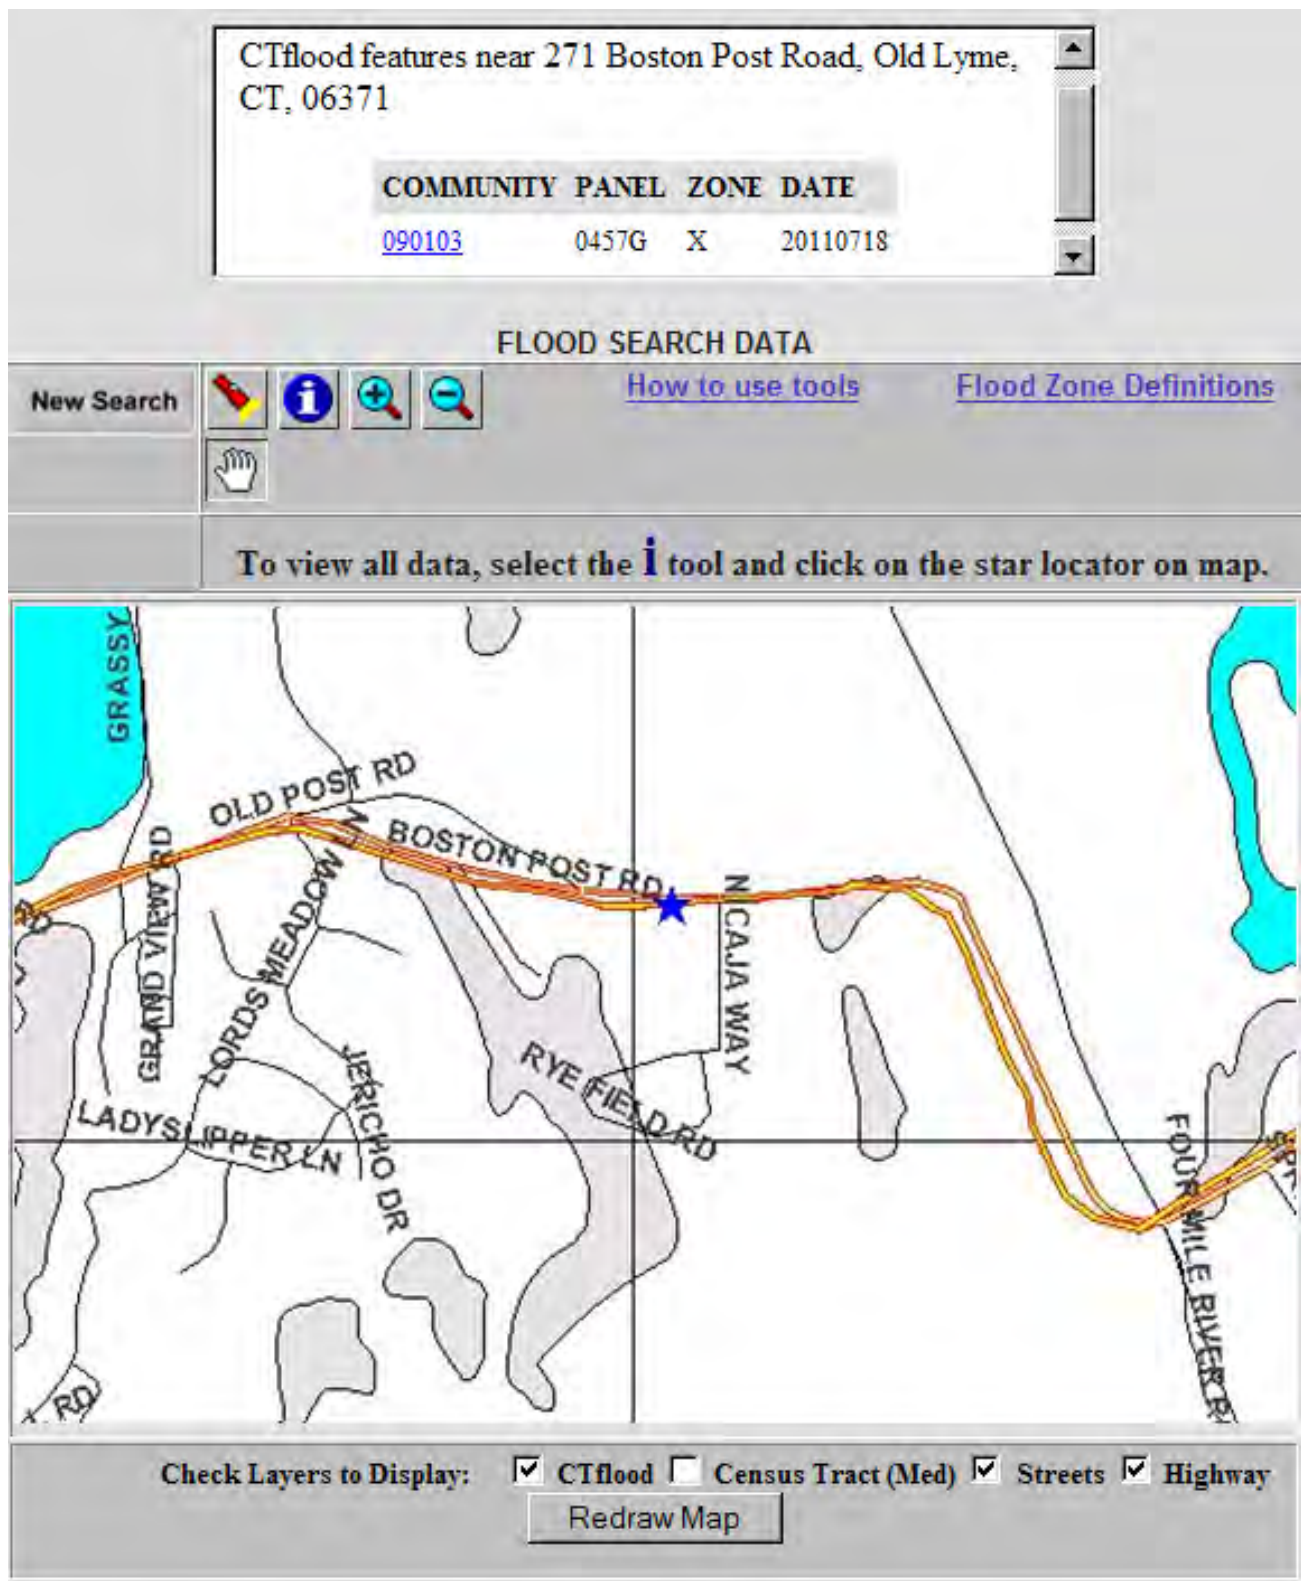 CTflood features near 271 Boston Post Road, Old Lyme,
CT, 06371
COMMUNITY PANEL ZONE DATE
090103 0457G X 20110718
FLOOD SEARCH DATA
New Search
How to use tools Flood Zone Definitions
To view all data, select the i tool and click on the star locator on map.
GRASSY
OLD POST RD
BOSTON POST RD
GRAND VIEW RD
LORDS MEADOW LN
NCAJA WAY
RYE FIELD RD
JERICHO DR
LADYSLIPPER LN
FOUR MILE RIVER R
RD
RD
Check Layers to Display: CTflood Census Tract (Med) Streets Highway
Redraw Map